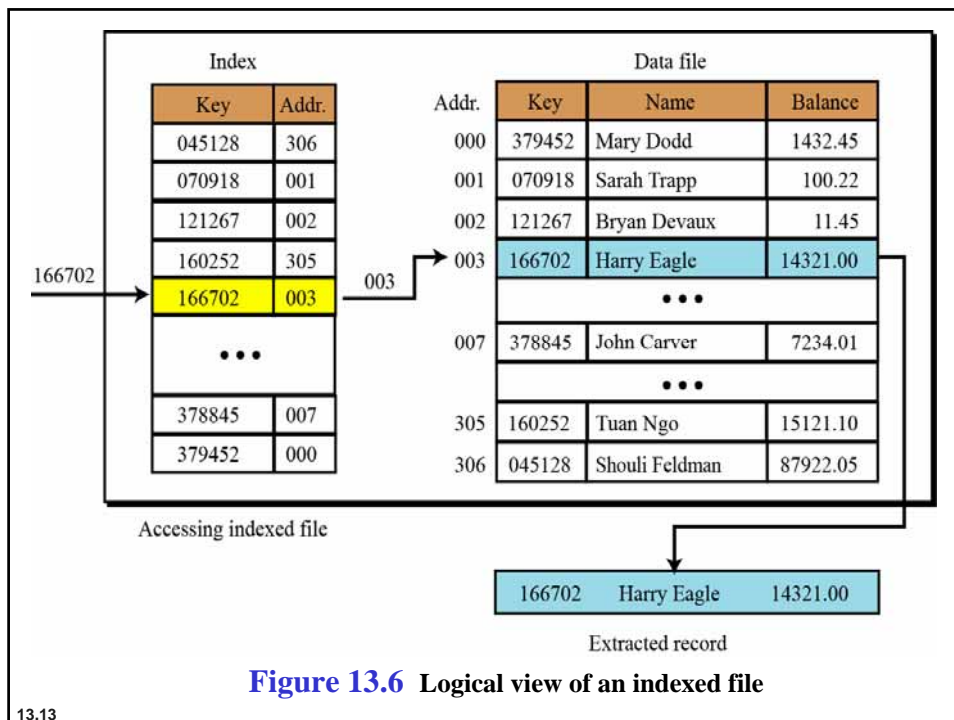 Index
Data file
Key Addr.
045128 306
070918 001
121267 002
160252 305
166702 003
•••
378845 007
379452 000
166702
003
Addr. Key Name Balance
000 379452 Mary Dodd 1432.45
001 070918 Sarah Trapp 100.22
002 121267 Bryan Devaux 11.45
003 166702 Harry Eagle 14321.00
•••
007 378845 John Carver 7234.01
•••
305 160252 Tuan Ngo 15121.10
306 045128 Shouli Feldman 87922.05
Accessing indexed file
166702 Harry Eagle 14321.00
Extracted record
Figure 13.6 Logical view of an indexed file
13.13